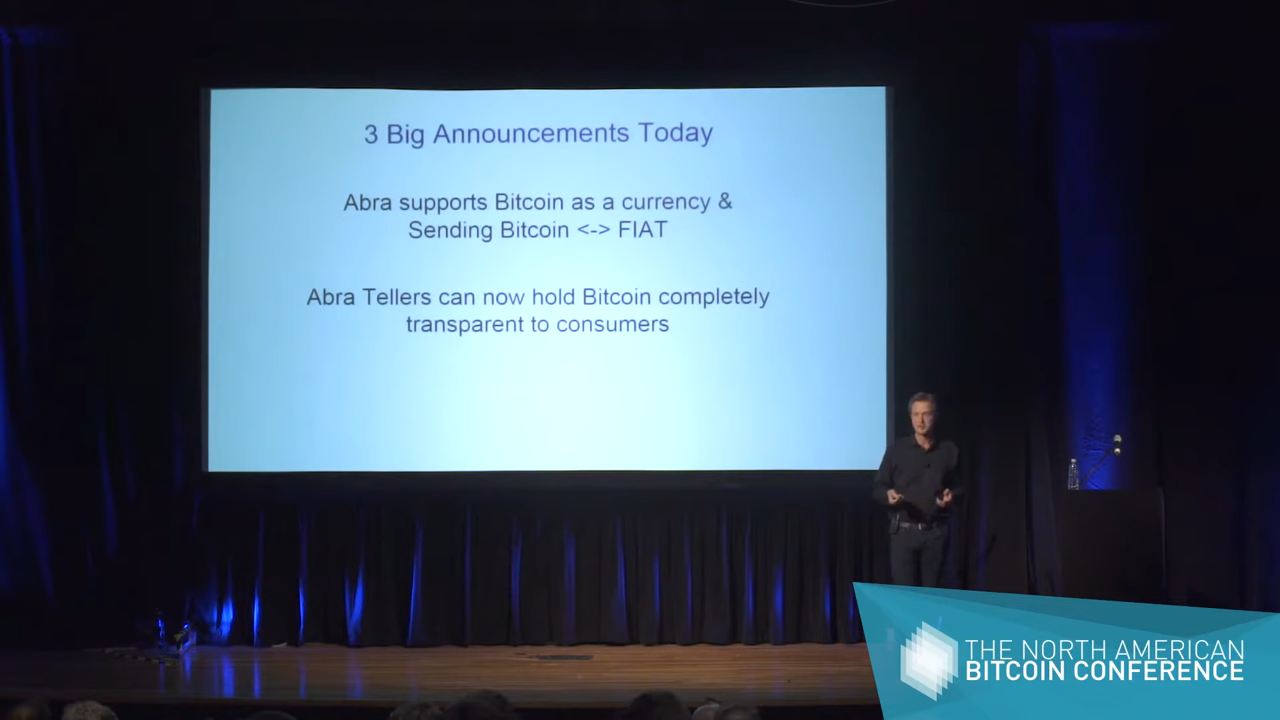 3 Big Announcements Today
Abra supports Bitcoin as a currency &
Sending Bitcoin <-> FIAT
Abra Tellers can now hold Bitcoin completely
transparent to consumers
THE NORTH AMERICAN
BITCOIN CONFERENCE